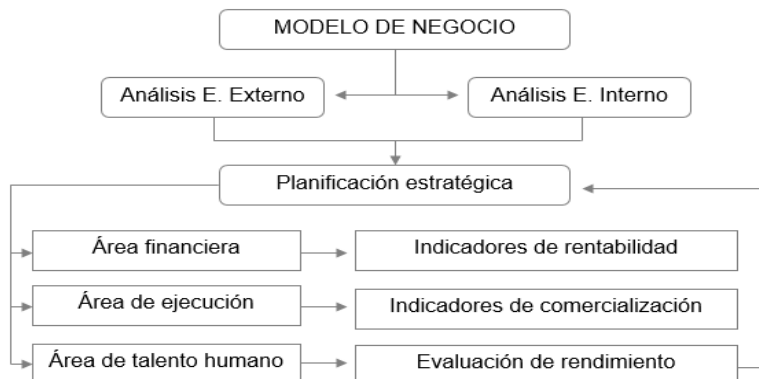 MODELO DE NEGOCIO
Análisis E. Externo
Análisis E. Interno
Planificación estratégica
Área financiera
Indicadores de rentabilidad
Área de ejecución
Indicadores de comercialización
Área de talento humano
Evaluación de rendimiento